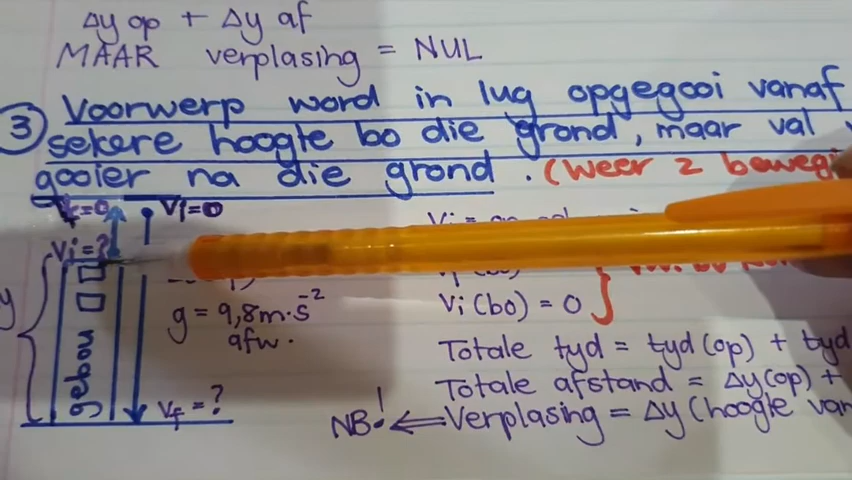 Δy op + Δy af
MAAR verplasing = NUL
③ Voorwerp word in lug opgegooi vanaf
sekere hoogte bo die grond, maar val
gooier na die grond. (Weer 2 bewegi
Vi=0
Vi=?
g = 9,8m·s⁻²
afw.
Vi (bo) = 0
gebou
Totale tyd = tyd(op) + tyd
Totale afstand = Δy(op) +
Vf=?
NB! ⇐ Verplasing = Δy (hoogte van